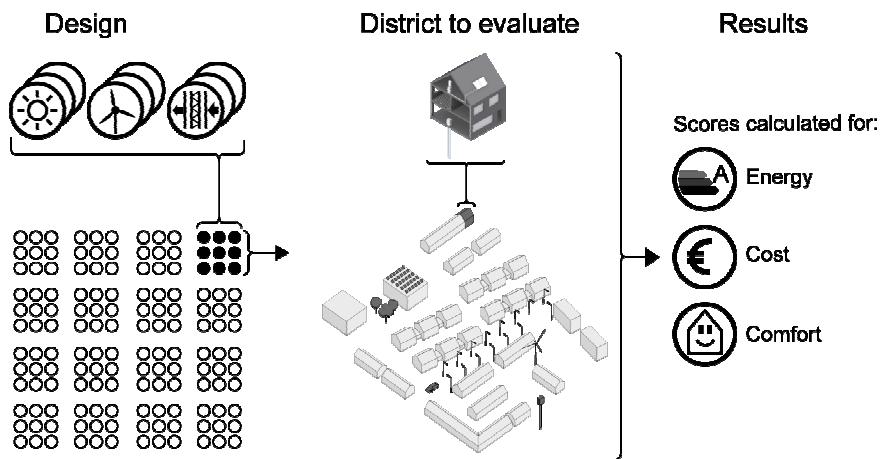 Design
District to evaluate
Results
Scores calculated for:
A
Energy
€
Cost
Comfort